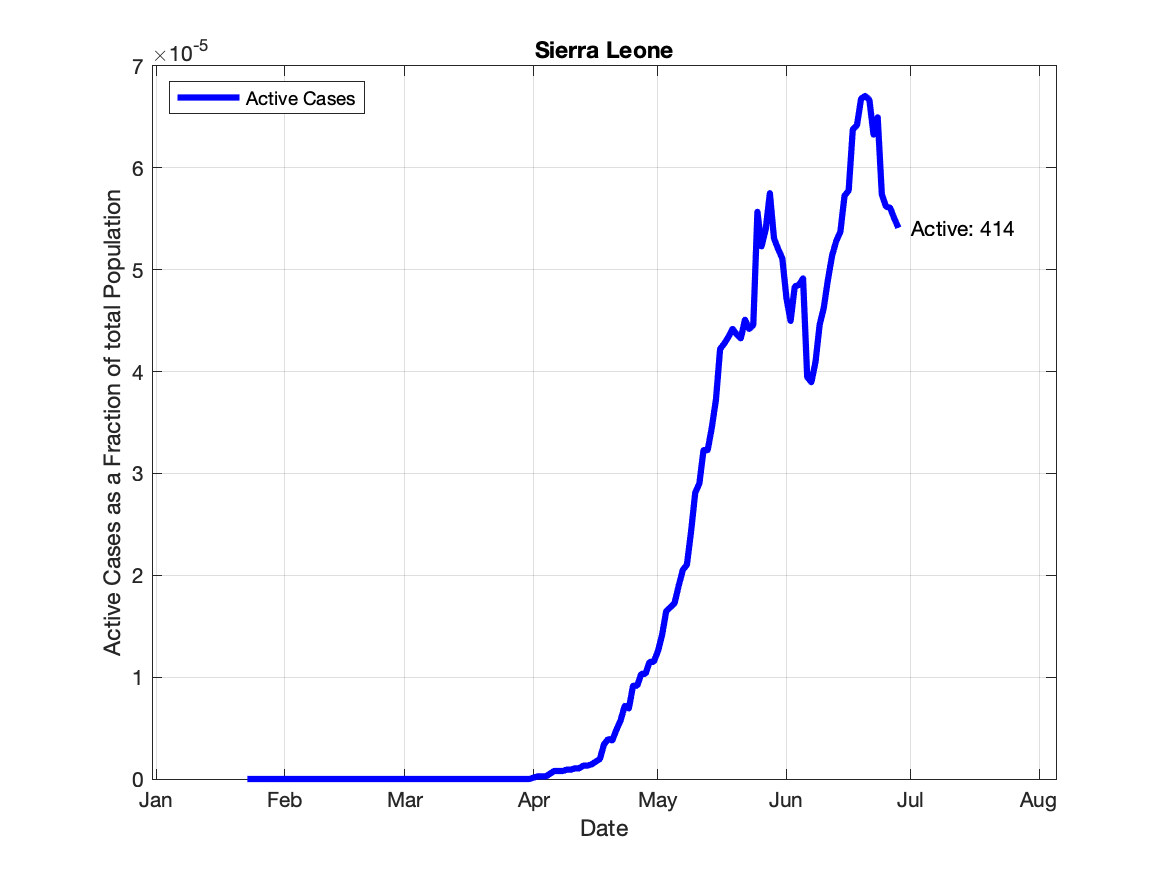 Sierra Leone
×10-5
Active Cases
7
6
5
4
3
2
1
0
Active Cases as a Fraction of total Population
Active: 414
Jan Feb Mar Apr May Jun Jul Aug
Date